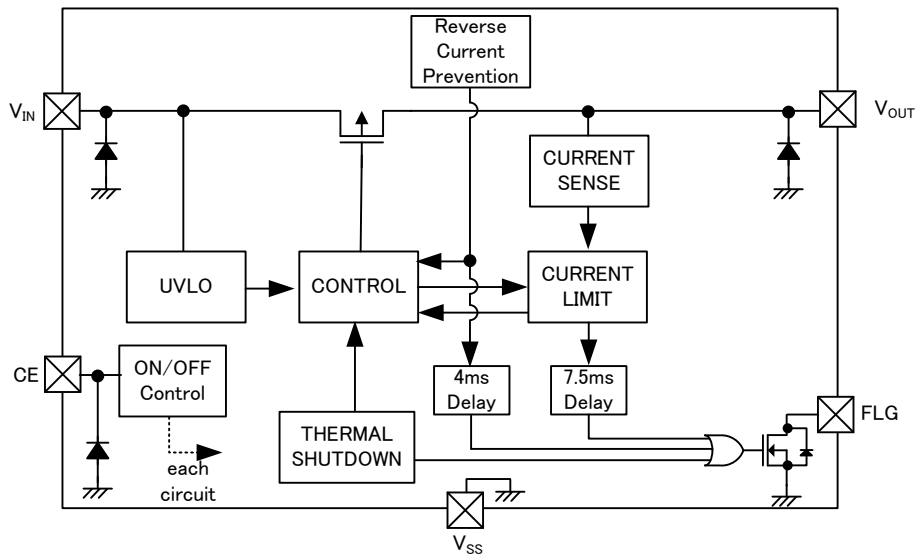 Reverse
Current
Prevention
VIN
VOUT
CURRENT
SENSE
UVLO
CONTROL
CURRENT
LIMIT
CE
ON/OFF
Control
4ms
Delay
7.5ms
Delay
FLG
THERMAL
SHUTDOWN
each
circuit
VSS